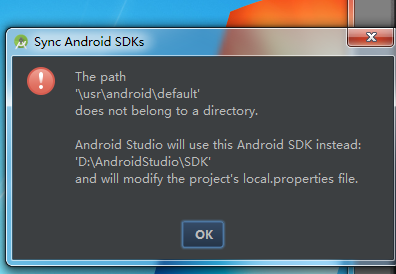 Sync Android SDKs
The path
'\usr\android\default'
does not belong to a directory.
Android Studio will use this Android SDK instead:
'D:\AndroidStudio\SDK'
and will modify the project's local.properties file.
OK